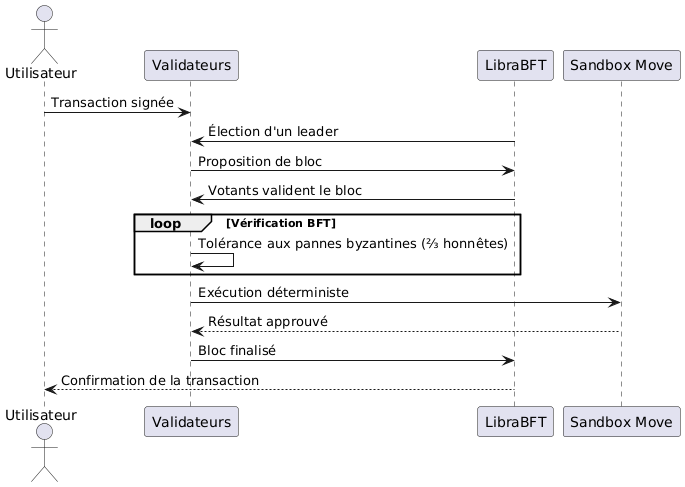 Utilisateur
Validateurs
LibraBFT
Sandbox Move
Transaction signée
Élection d'un leader
Proposition de bloc
Votants valident le bloc
loop
[Vérification BFT]
Tolérance aux pannes byzantines (⅔ honnêtes)
Exécution déterministe
Résultat approuvé
Bloc finalisé
Confirmation de la transaction
Utilisateur
Validateurs
LibraBFT
Sandbox Move